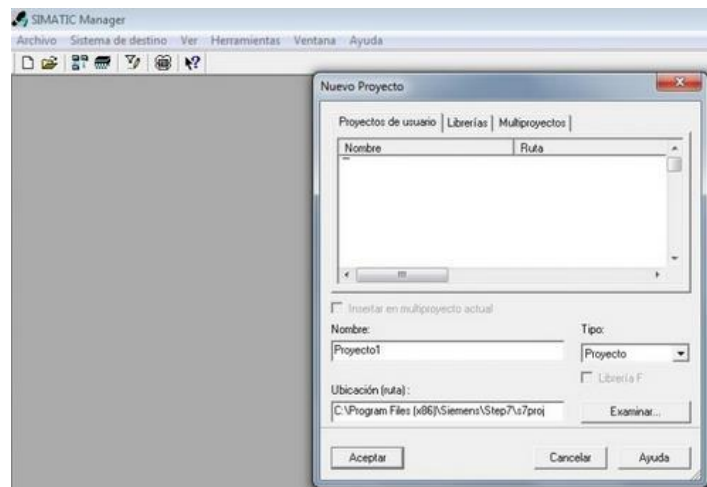 SIMATIC Manager
Archivo Sistema de destino Ver Herramientas Ventana Ayuda
Nuevo Proyecto
Proyectos de usuario Librerías Multiproyectos
Nombre Ruta
Insertar en multiproyecto actual
Nombre: Tipo:
Proyecto1 Proyecto
Librería F
Ubicación (ruta) :
C:\Program Files (x86)\Siemens\Step7\s7proj Examinar...
Aceptar Cancelar Ayuda